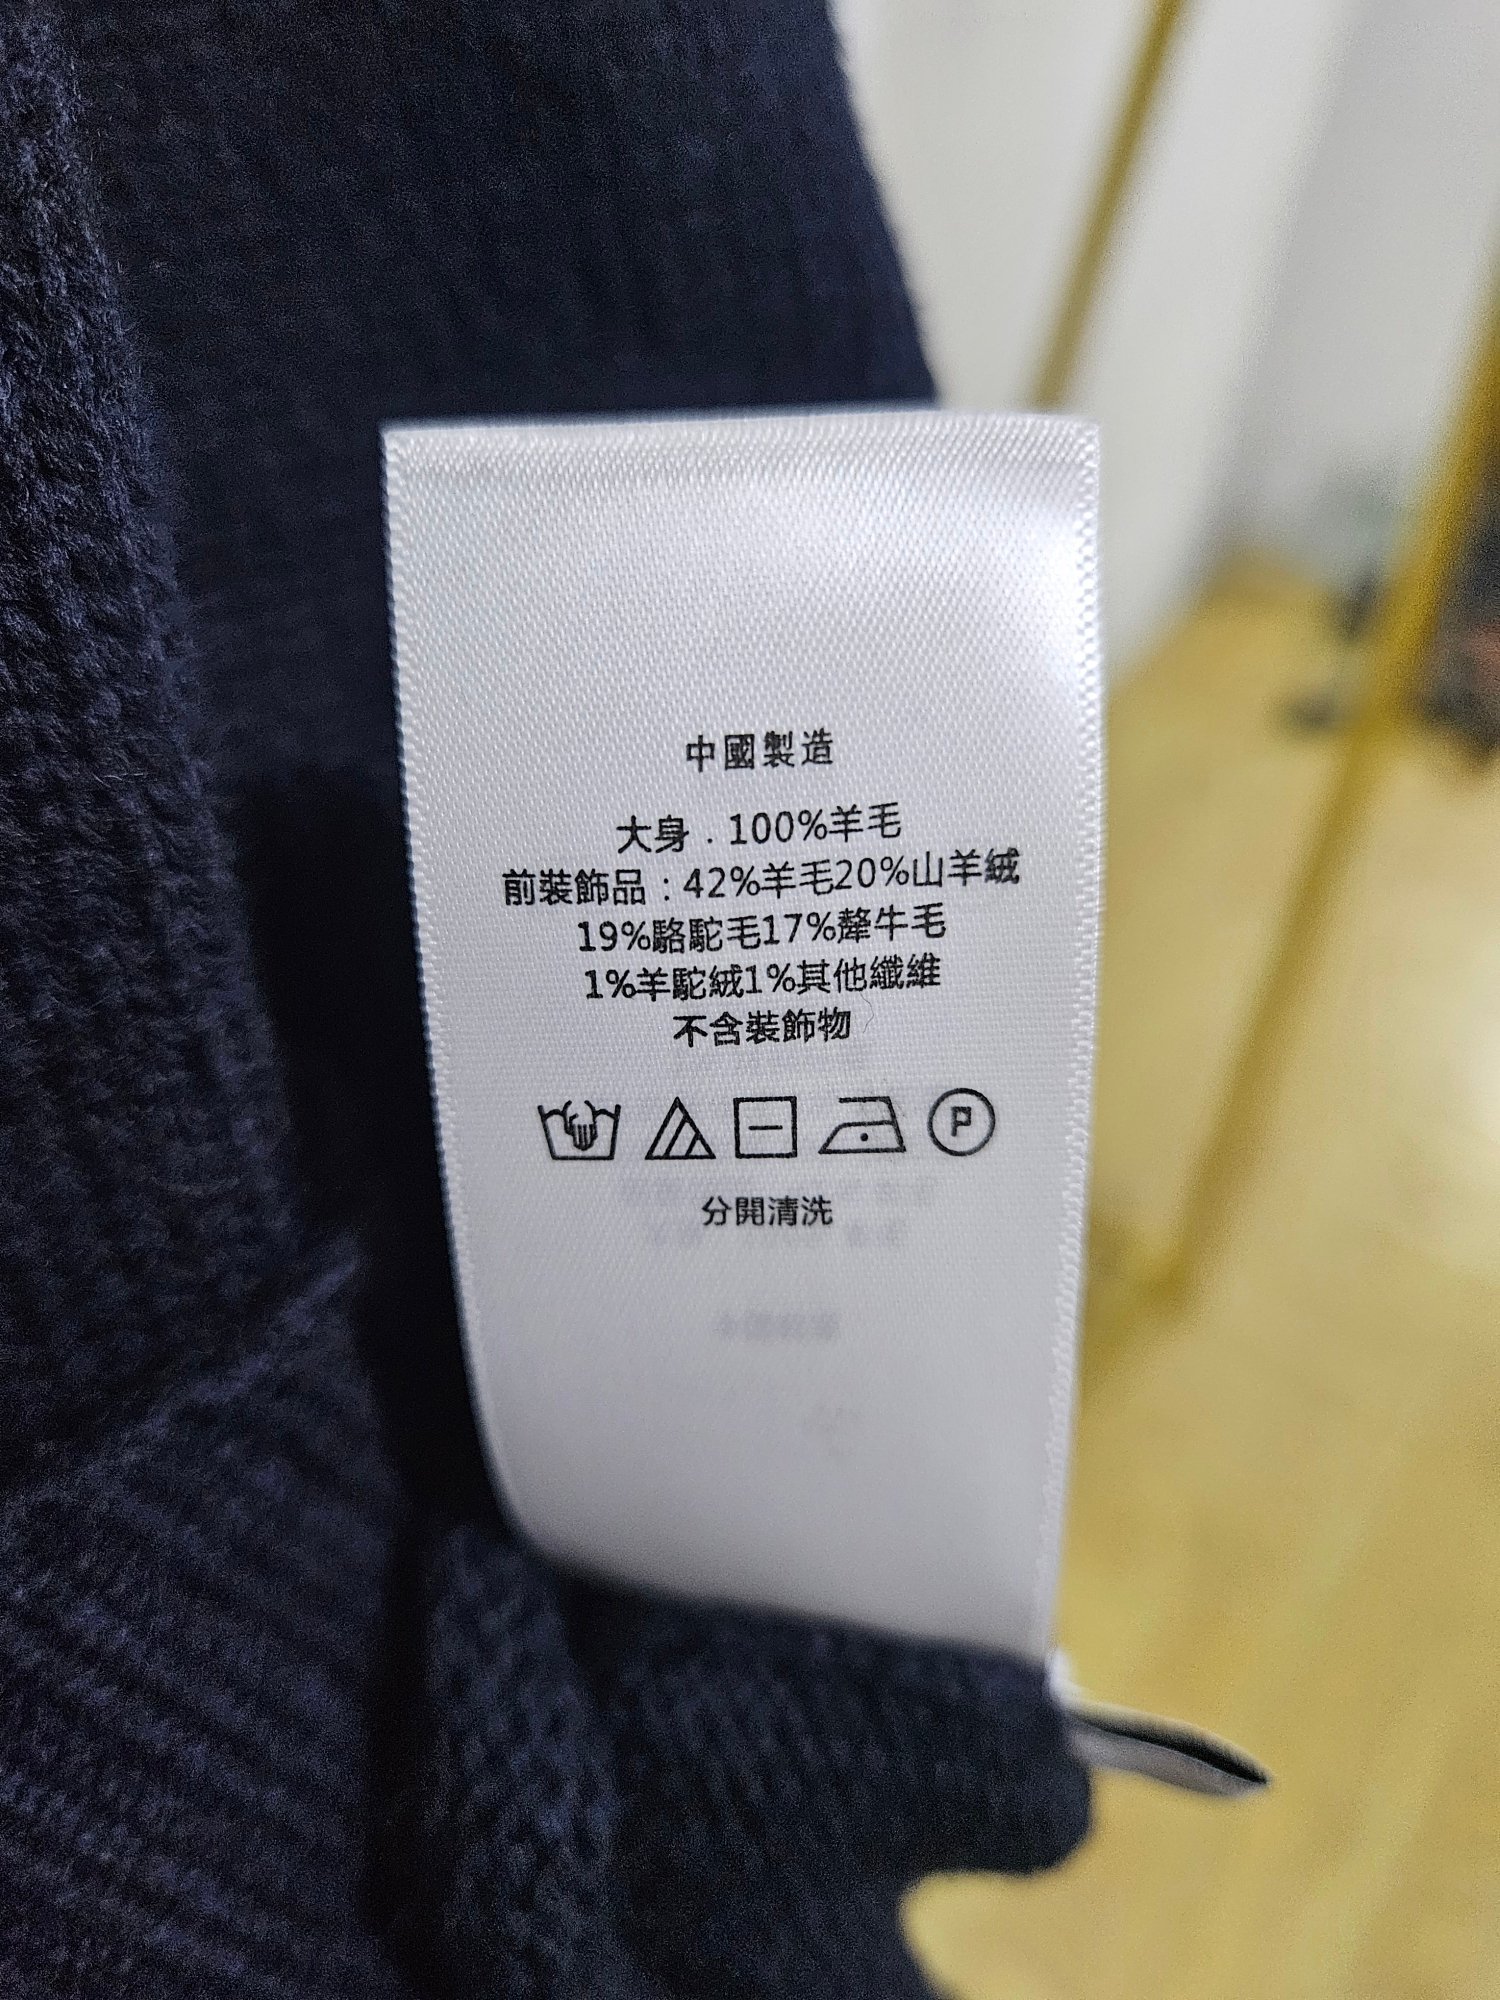 中國製造
大身．100%羊毛
前裝飾品：42%羊毛20%山羊絨
19%駱駝毛17%犛牛毛
1%羊駝絨1%其他纖維
不含裝飾物
P
分開清洗